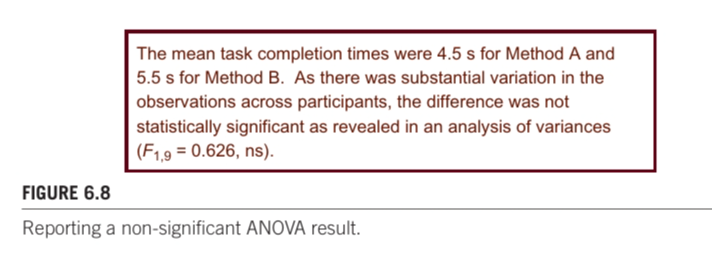 The mean task completion times were 4.5 s for Method A and
5.5 s for Method B.  As there was substantial variation in the
observations across participants, the difference was not
statistically significant as revealed in an analysis of variances
(F1,9 = 0.626, ns).
FIGURE 6.8
Reporting a non-significant ANOVA result.